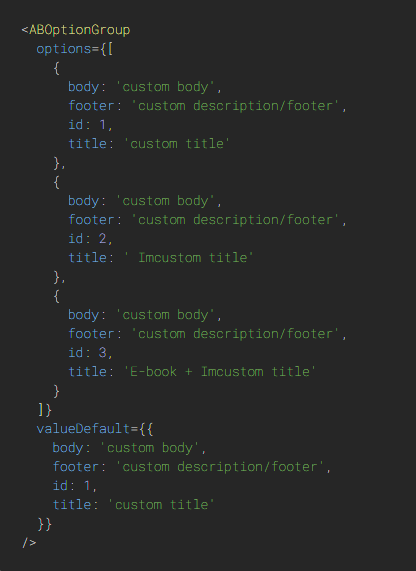 <ABOptionGroup
  options={[
    {
      body: 'custom body',
      footer: 'custom description/footer',
      id: 1,
      title: 'custom title'
    },
    {
      body: 'custom body',
      footer: 'custom description/footer',
      id: 2,
      title: ' Imcustom title'
    },
    {
      body: 'custom body',
      footer: 'custom description/footer',
      id: 3,
      title: 'E-book + Imcustom title'
    }
  ]}
  valueDefault={{
    body: 'custom body',
    footer: 'custom description/footer',
    id: 1,
    title: 'custom title'
  }}
/>